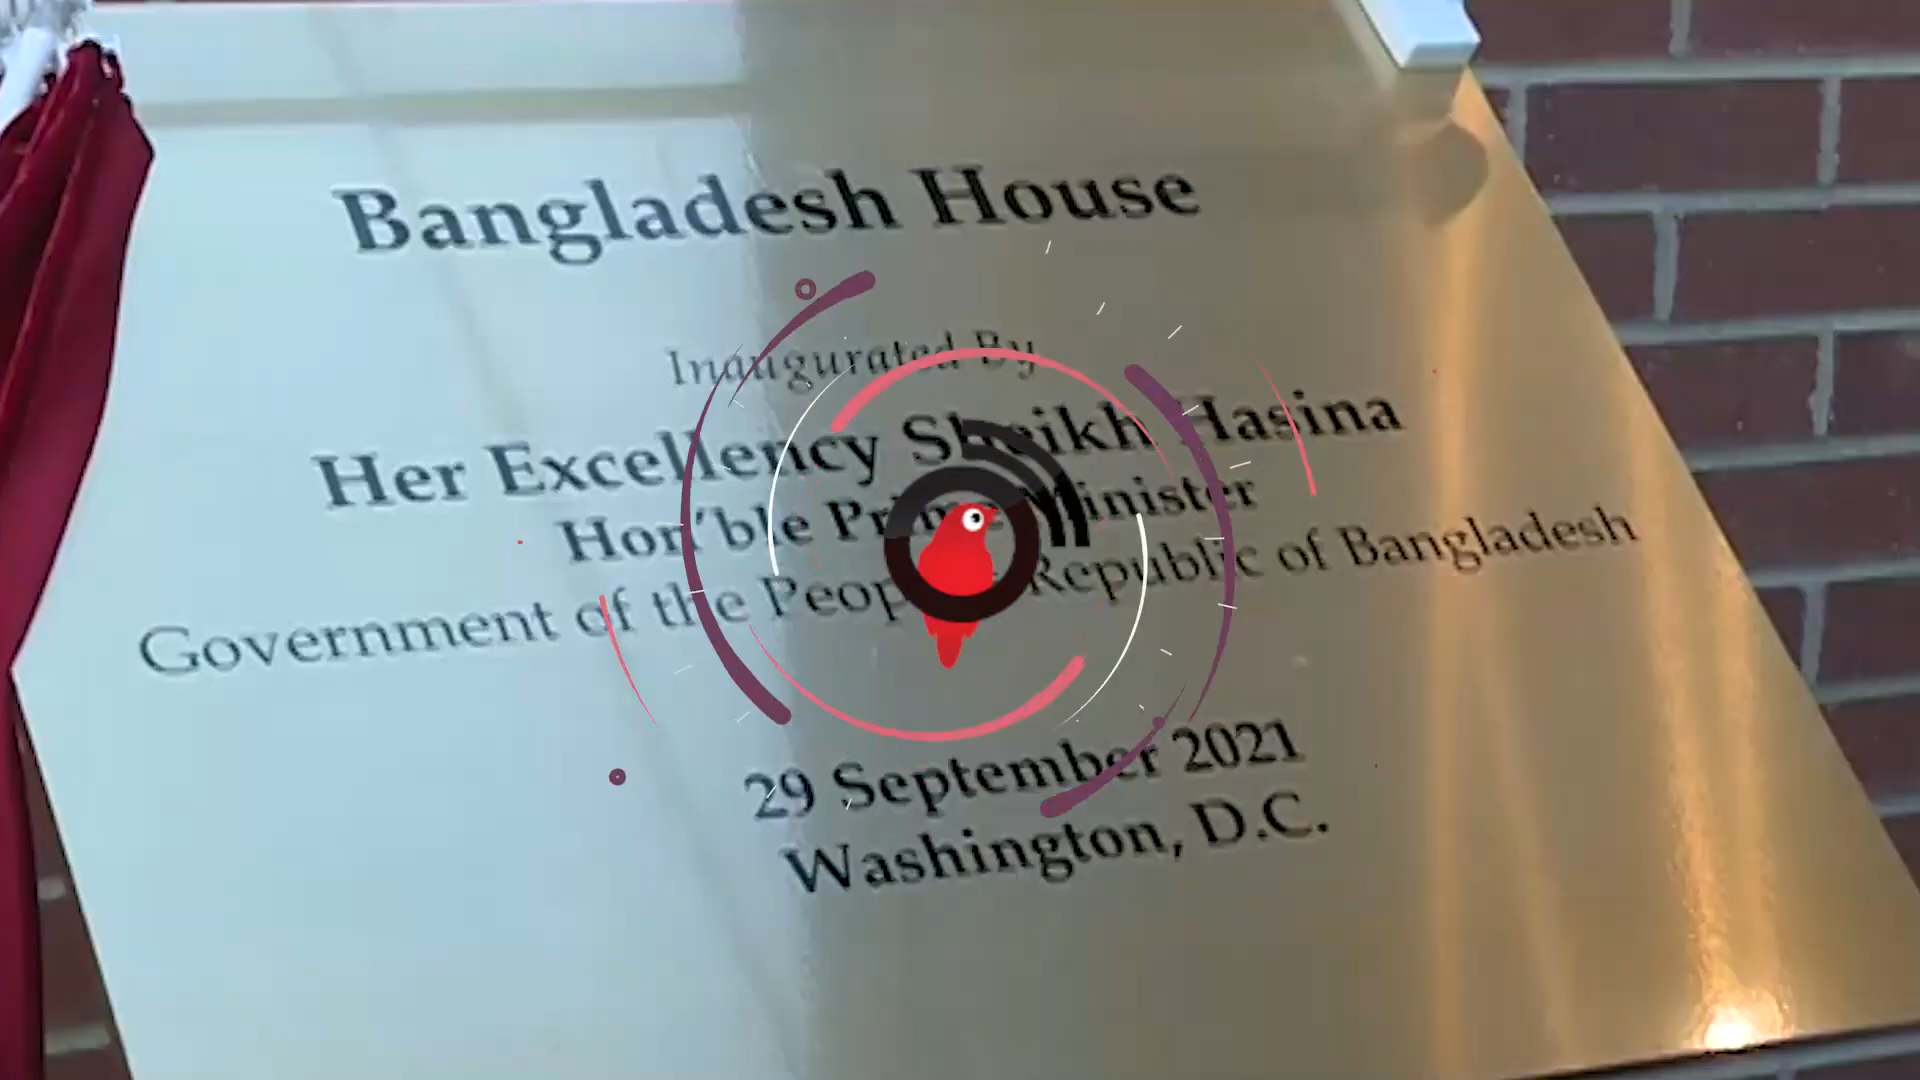 Bangladesh House
Inaugurated By
Her Excellency Sheikh Hasina
Hon'ble Prime Minister
Government of the People's Republic of Bangladesh
29 September 2021
Washington, D.C.